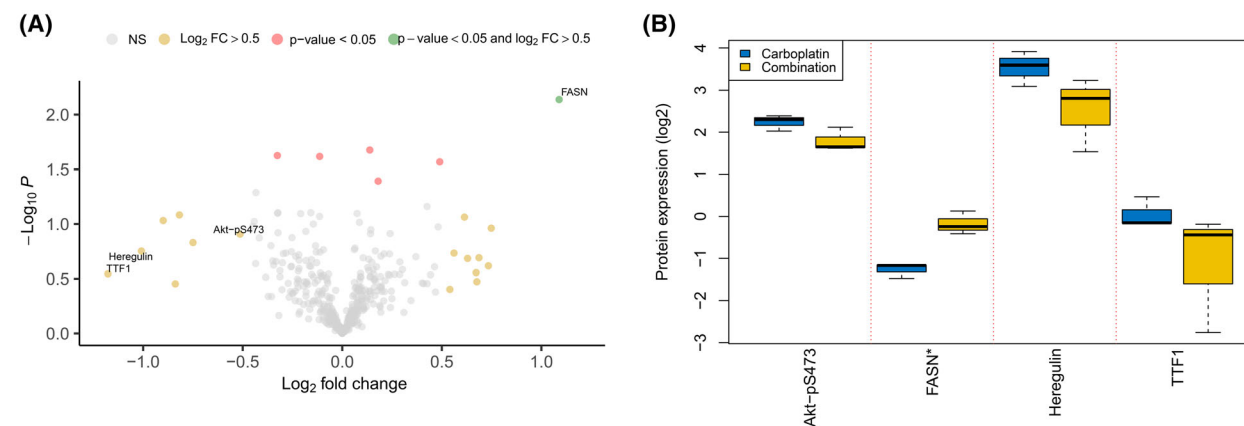 (A)
NS
Log₂ FC > 0.5
p-value < 0.05
p – value < 0.05 and log₂ FC > 0.5
−Log₁₀ P
2.0
1.5
1.0
0.5
0.0
FASN
Akt−pS473
Heregulin
TTF1
−1.0
−0.5
0.0
0.5
1.0
Log₂ fold change
(B)
Carboplatin
Combination
Protein expression (log2)
4
3
2
1
0
−1
−2
−3
Akt−pS473
FASN*
Heregulin
TTF1